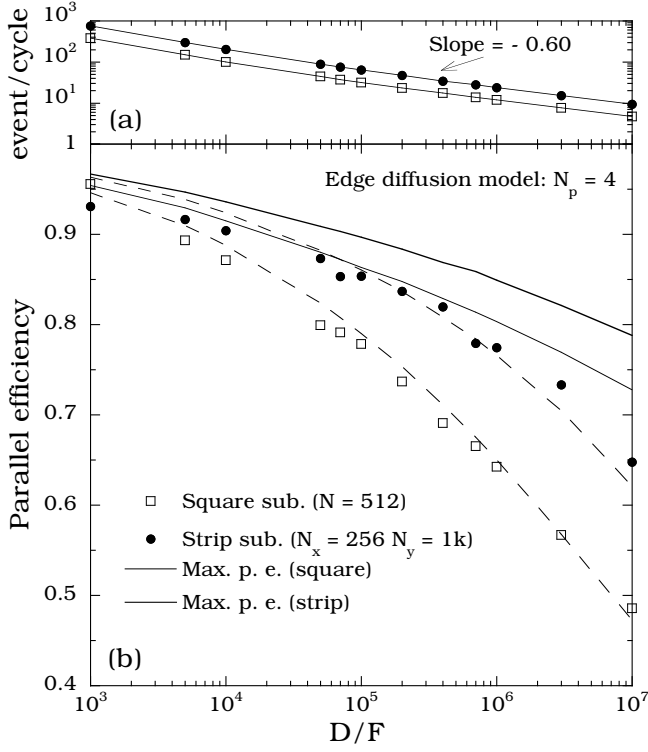 10³
10²
10¹
1
event/cycle
Slope = - 0.60
(a)
Edge diffusion model: N_p = 4
0.9
0.8
0.7
0.6
0.5
0.4
Parallel efficiency
Square sub. (N = 512)
Strip sub. (N_x = 256 N_y = 1k)
Max. p. e. (square)
Max. p. e. (strip)
(b)
10³ 10⁴ 10⁵ 10⁶ 10⁷
D/F